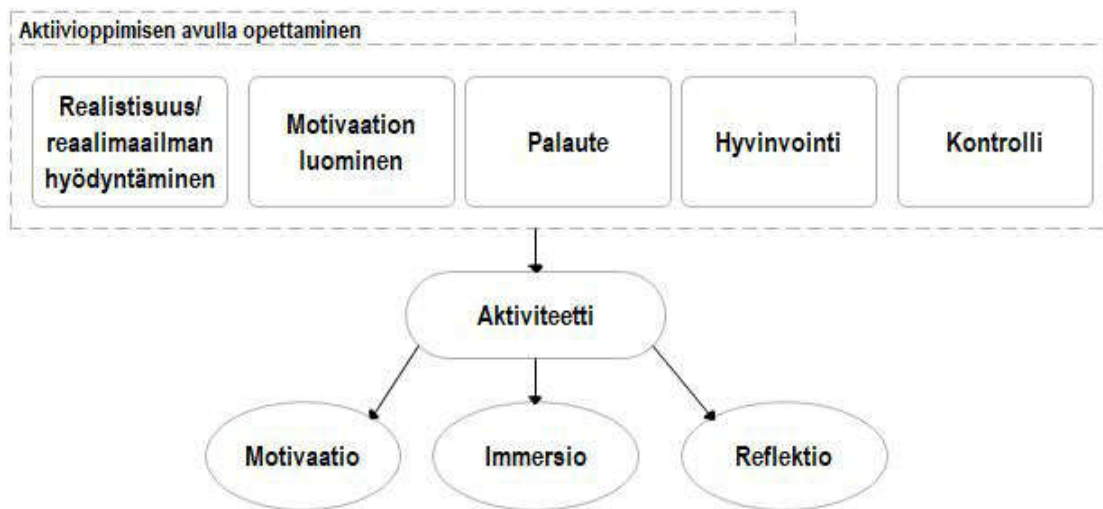 Aktiivioppimisen avulla opettaminen
Realistisuus/
reaalimaailman
hyödyntäminen
Motivaation
luominen
Palaute
Hyvinvointi
Kontrolli
Aktiviteetti
Motivaatio
Immersio
Reflektio